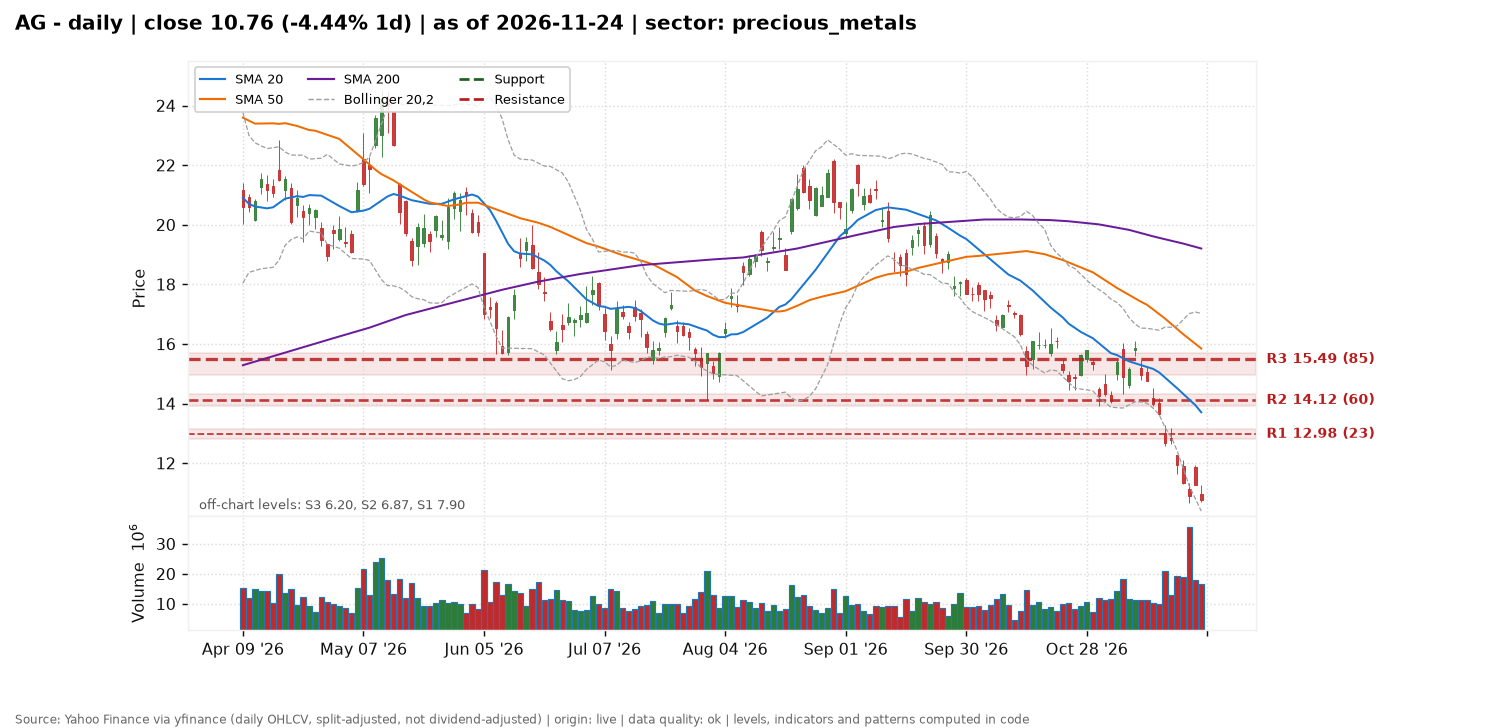 AG - daily | close 10.76 (-4.44% 1d) | as of 2026-11-24 | sector: precious_metals
SMA 20
SMA 50
SMA 200
Bollinger 20,2
Support
Resistance
Price
24
22
20
18
16
14
12
R3 15.49 (85)
R2 14.12 (60)
R1 12.98 (23)
off-chart levels: S3 6.20, S2 6.87, S1 7.90
Volume 10⁶
30
20
10
Apr 09 '26 May 07 '26 Jun 05 '26 Jul 07 '26 Aug 04 '26 Sep 01 '26 Sep 30 '26 Oct 28 '26
Source: Yahoo Finance via yfinance (daily OHLCV, split-adjusted, not dividend-adjusted) | origin: live | data quality: ok | levels, indicators and patterns computed in code